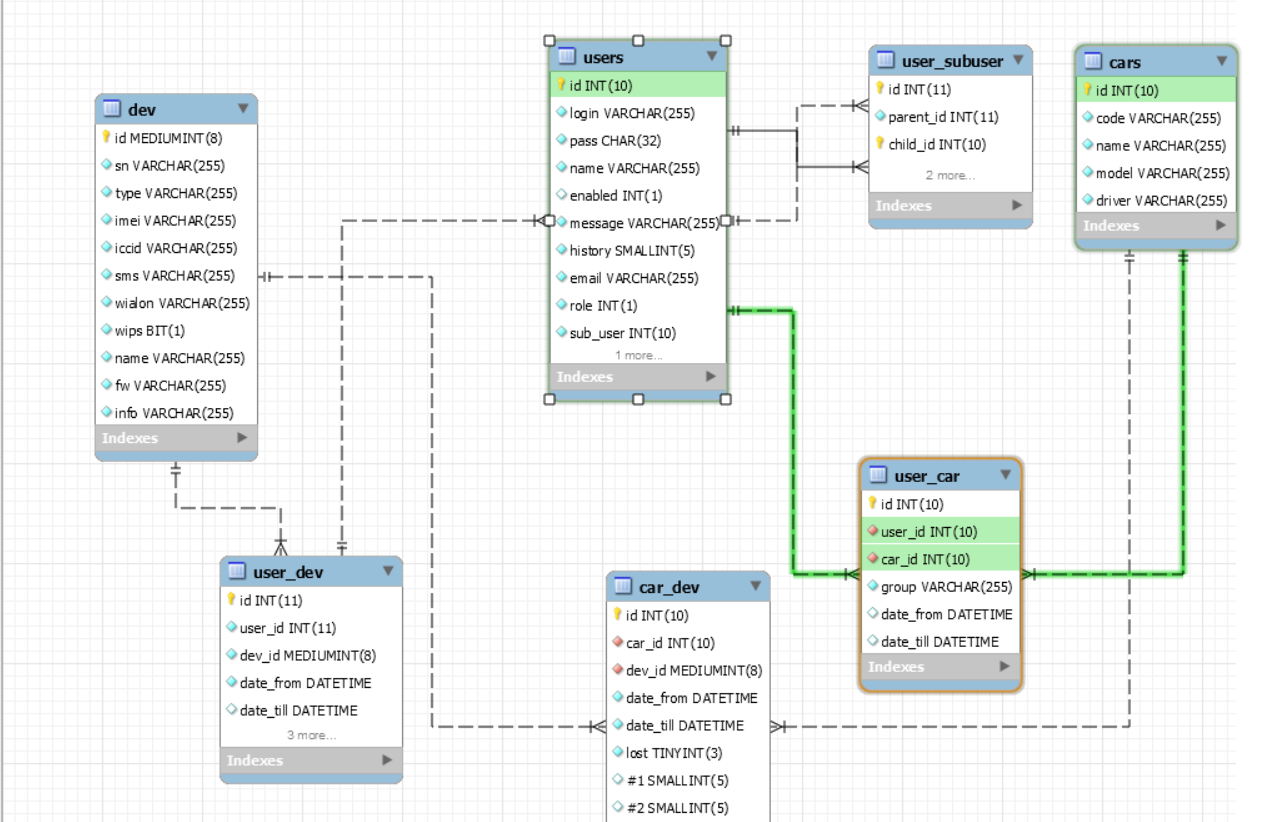 dev
id MEDIUMINT(8)
sn VARCHAR(255)
type VARCHAR(255)
imei VARCHAR(255)
iccid VARCHAR(255)
sms VARCHAR(255)
wialon VARCHAR(255)
wips BIT(1)
name VARCHAR(255)
fw VARCHAR(255)
info VARCHAR(255)
Indexes
users
id INT(10)
login VARCHAR(255)
pass CHAR(32)
name VARCHAR(255)
enabled INT(1)
message VARCHAR(255)
history SMALLINT(5)
email VARCHAR(255)
role INT(1)
sub_user INT(10)
1 more...
Indexes
user_subuser
id INT(11)
parent_id INT(11)
child_id INT(10)
2 more...
Indexes
cars
id INT(10)
code VARCHAR(255)
name VARCHAR(255)
model VARCHAR(255)
driver VARCHAR(255)
Indexes
user_dev
id INT(11)
user_id INT(11)
dev_id MEDIUMINT(8)
date_from DATETIME
date_till DATETIME
3 more...
Indexes
car_dev
id INT(10)
car_id INT(10)
dev_id MEDIUMINT(8)
date_from DATETIME
date_till DATETIME
lost TINYINT(3)
#1 SMALLINT(5)
#2 SMALLINT(5)
user_car
id INT(10)
user_id INT(10)
car_id INT(10)
group VARCHAR(255)
date_from DATETIME
date_till DATETIME
Indexes